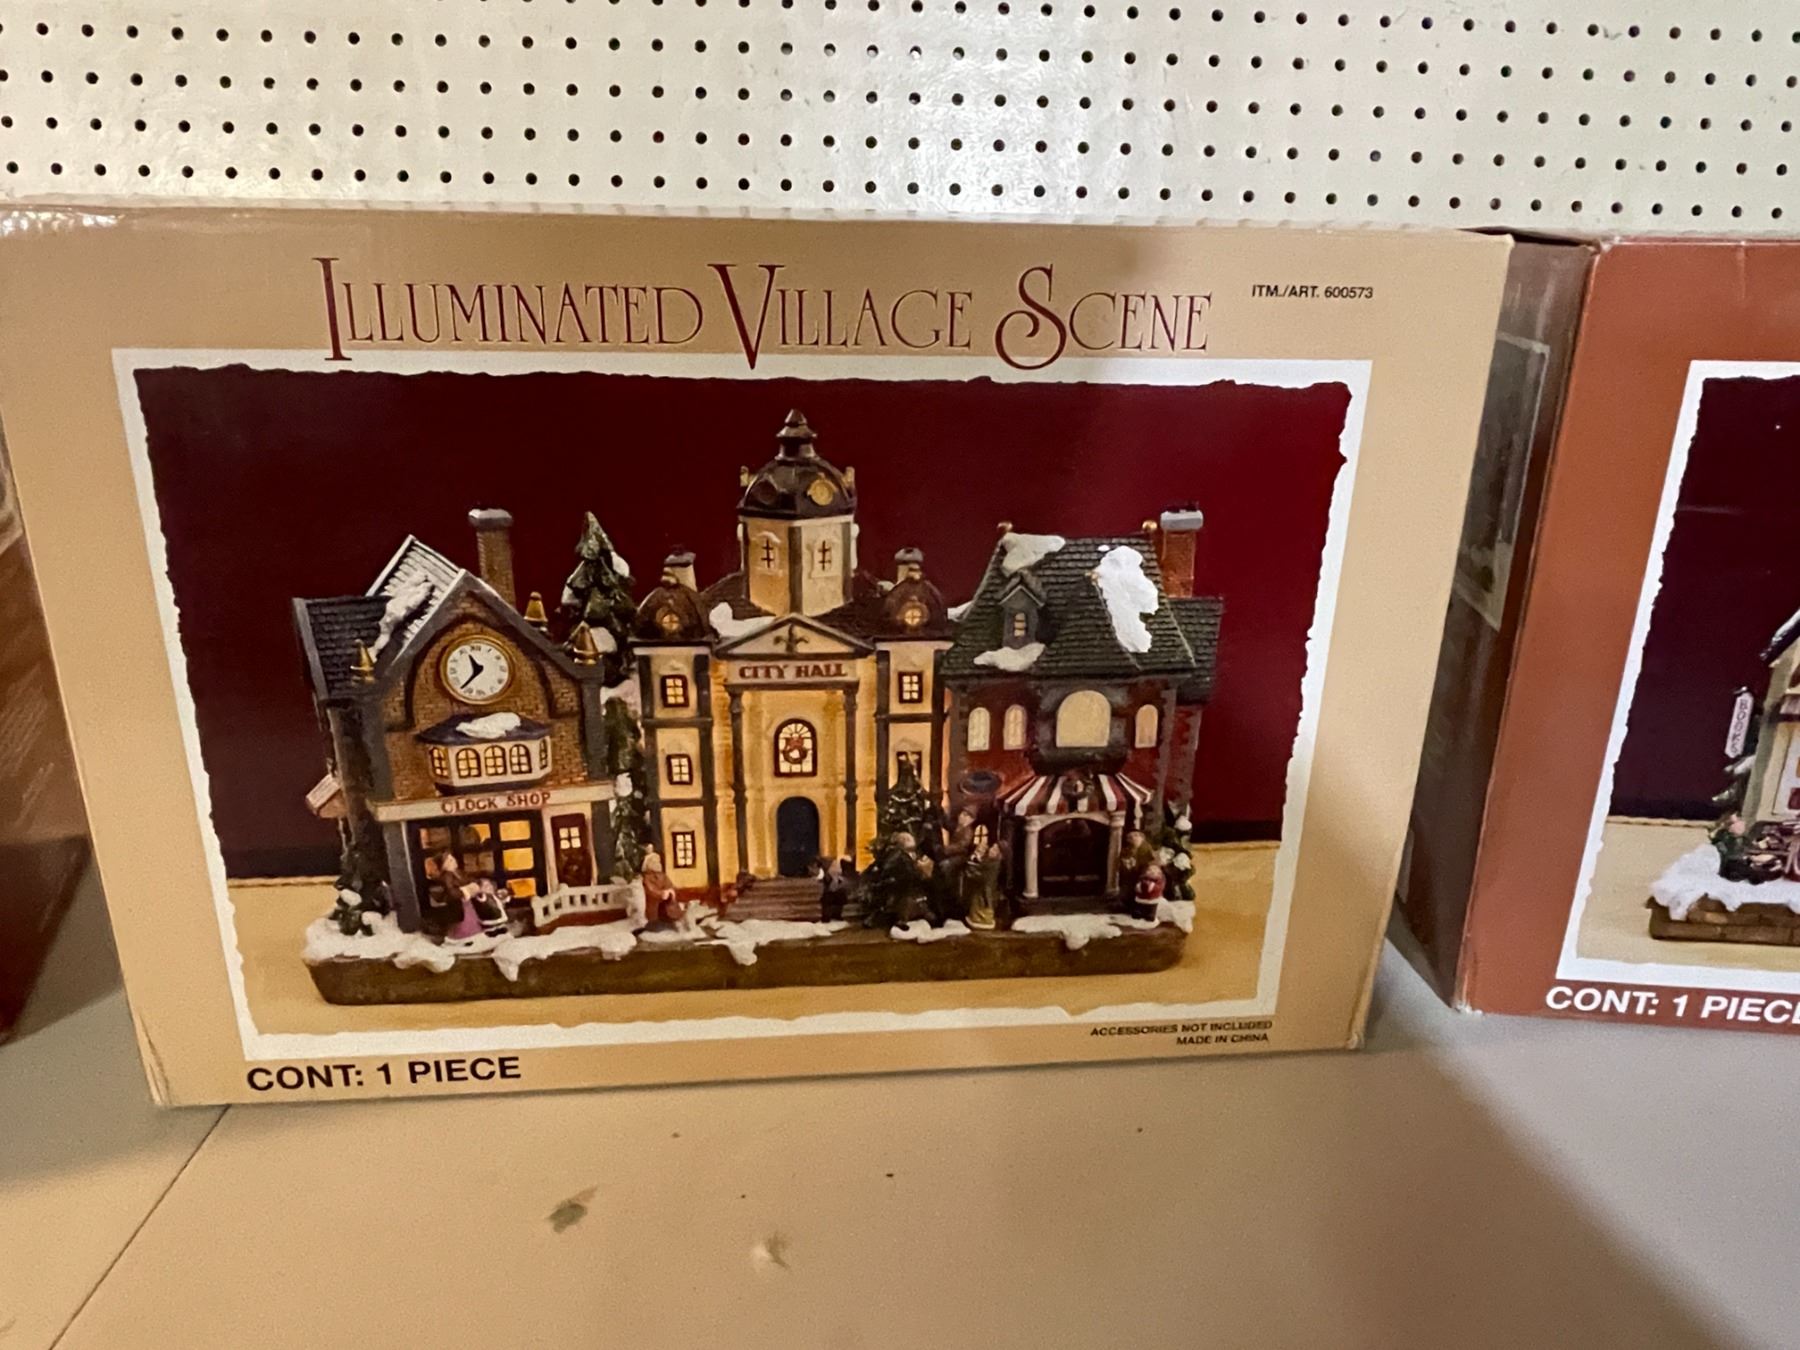 ILLUMINATED VILLAGE SCENE
ITM./ART. 600573
CITY HALL
CLOCK SHOP
ACCESSORIES NOT INCLUDED
MADE IN CHINA
CONT: 1 PIECE
BOOKS
CONT: 1 PIECE